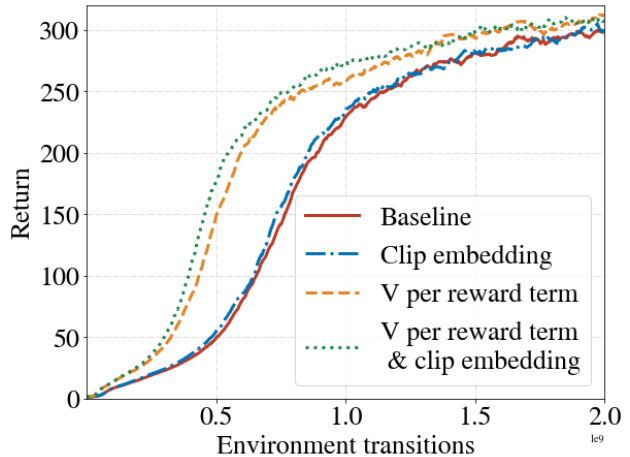 Return
300
250
200
150
100
50
0
0.5
1.0
1.5
2.0
Environment transitions
1e9
Baseline
Clip embedding
V per reward term
V per reward term
& clip embedding